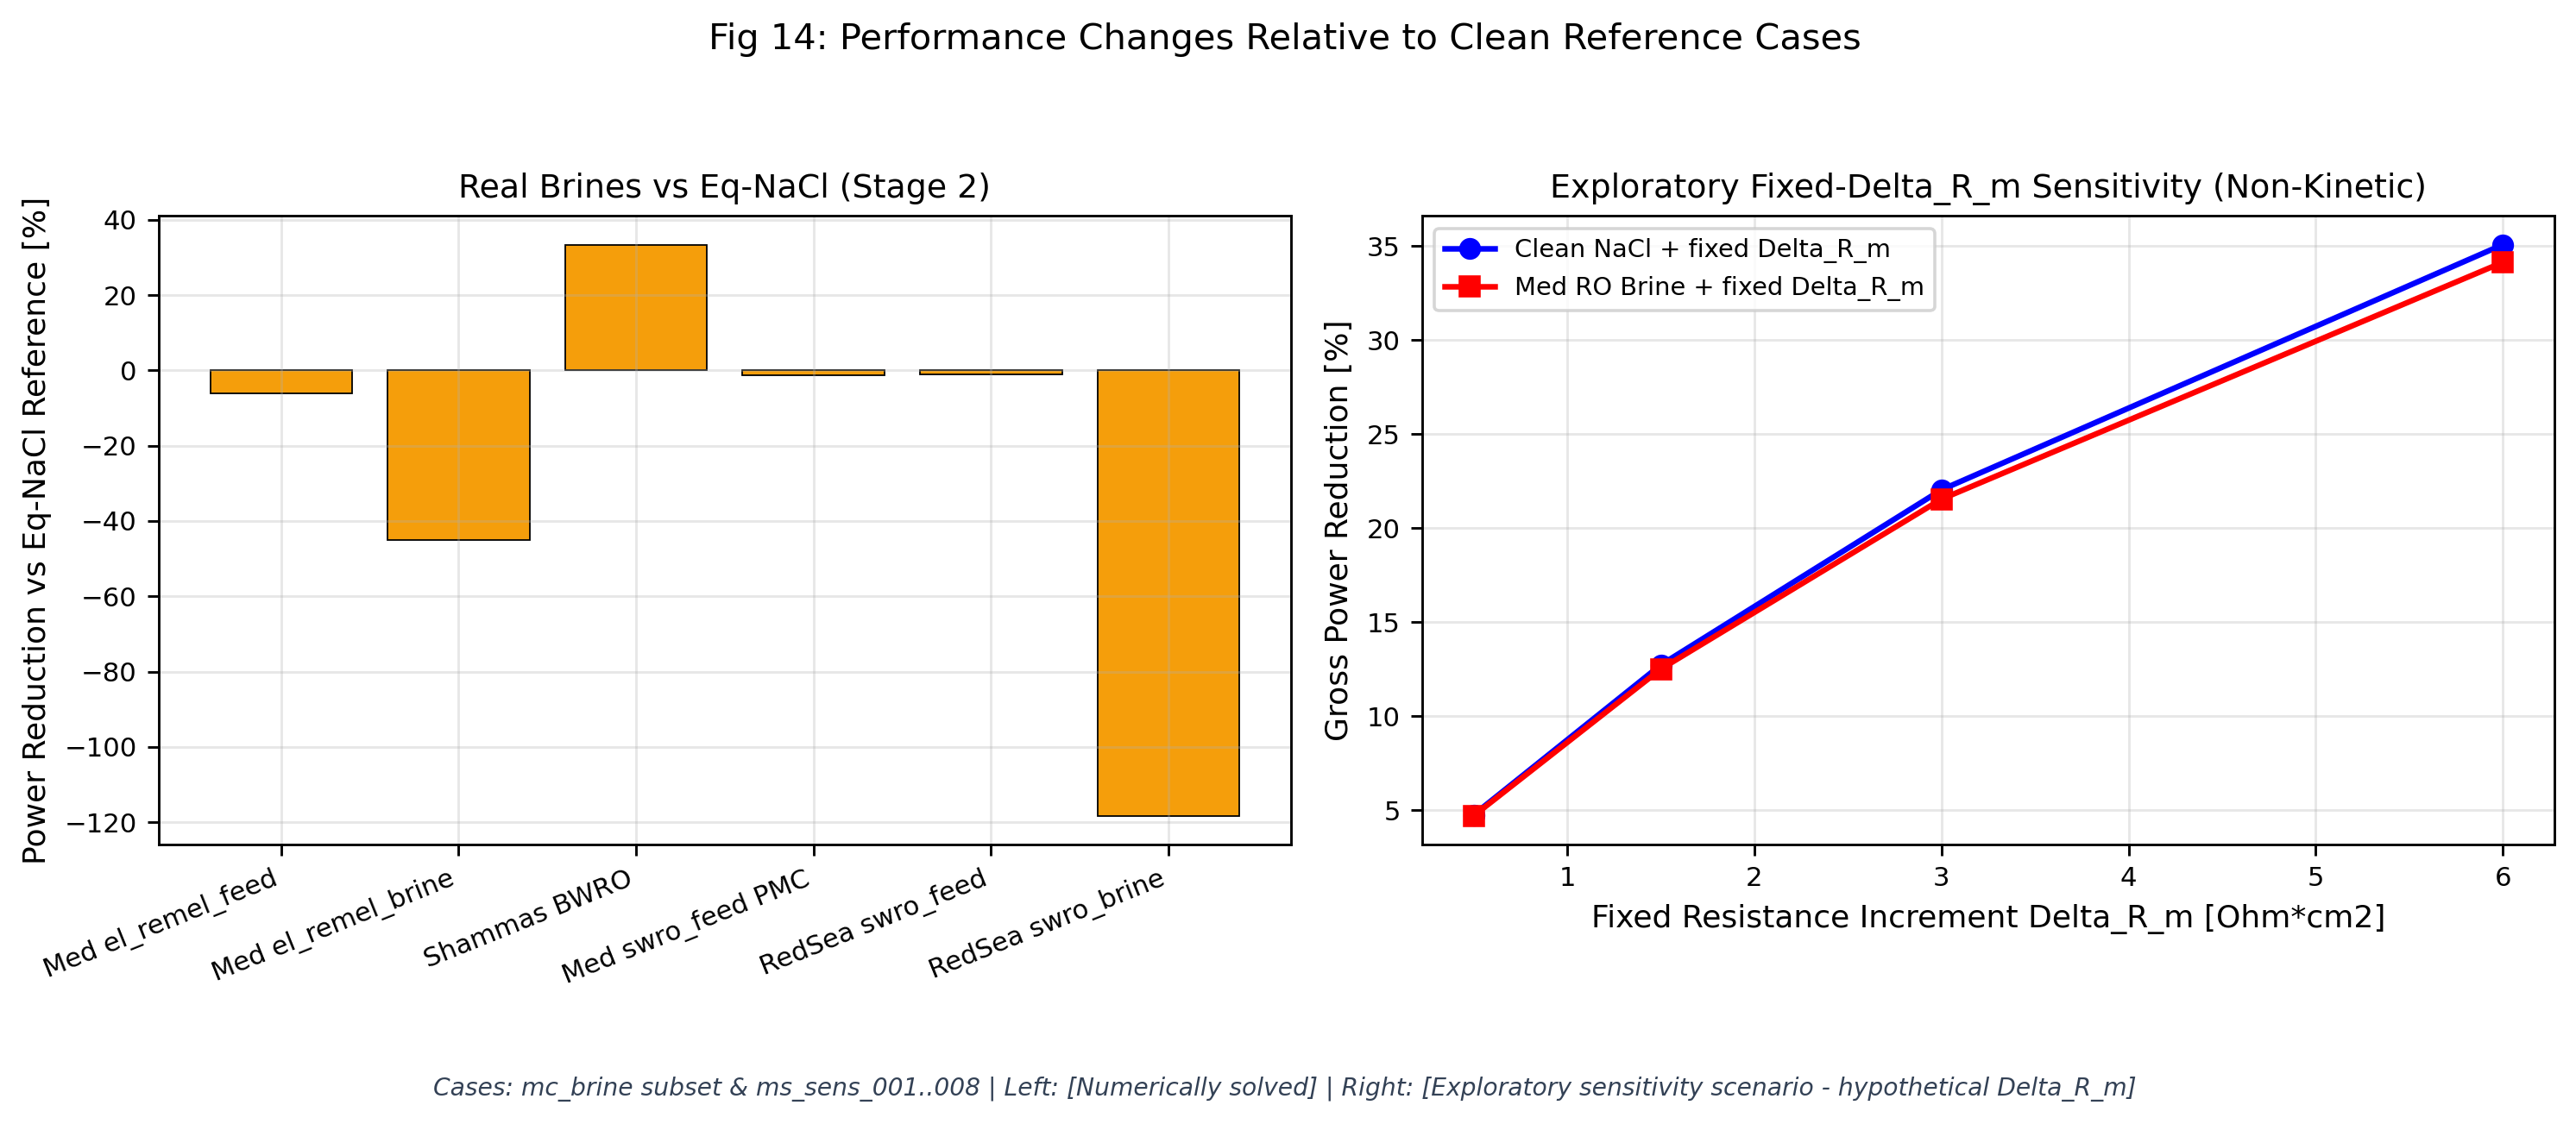 Fig 14: Performance Changes Relative to Clean Reference Cases
Real Brines vs Eq-NaCl (Stage 2)
Power Reduction vs Eq-NaCl Reference [%]
40
20
0
−20
−40
−60
−80
−100
−120
Med el_remel_feed
Med el_remel_brine
Shammas BWRO
Med swro_feed PMC
RedSea swro_feed
RedSea swro_brine
Exploratory Fixed-Delta_R_m Sensitivity (Non-Kinetic)
Clean NaCl + fixed Delta_R_m
Med RO Brine + fixed Delta_R_m
Gross Power Reduction [%]
35
30
25
20
15
10
5
1
2
3
4
5
6
Fixed Resistance Increment Delta_R_m [Ohm*cm2]
Cases: mc_brine subset & ms_sens_001..008 | Left: [Numerically solved] | Right: [Exploratory sensitivity scenario - hypothetical Delta_R_m]